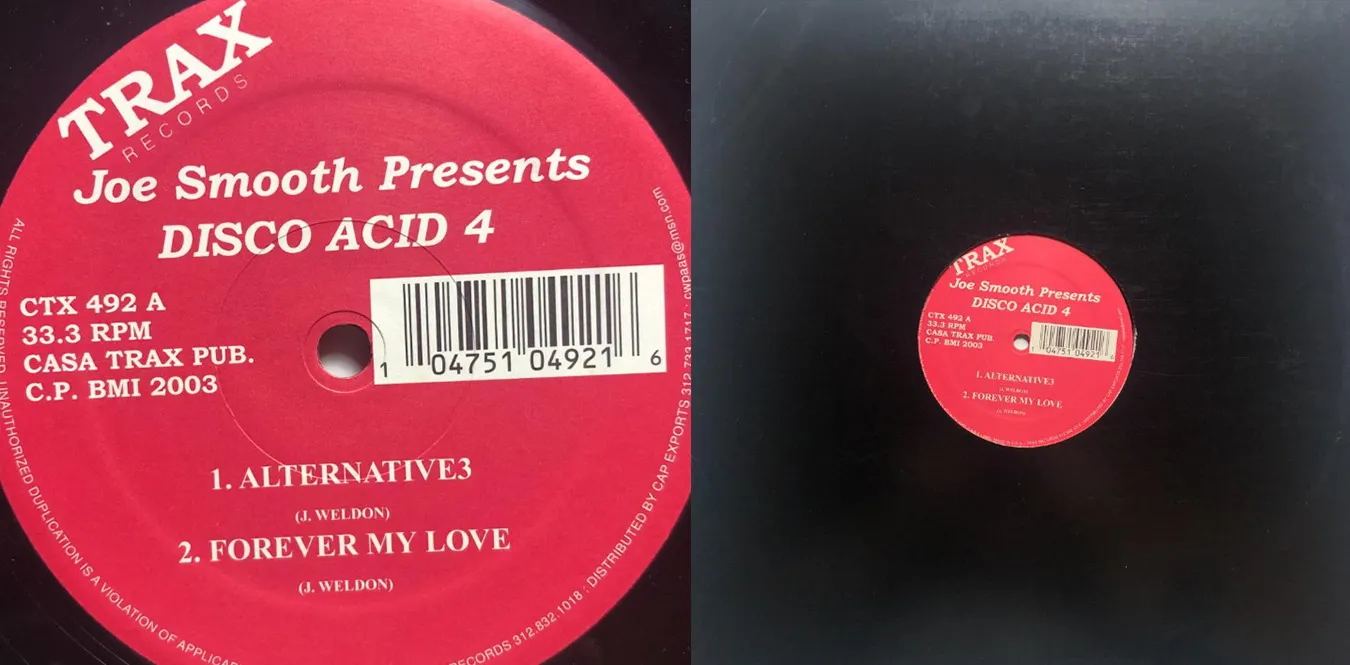 TRAX
RECORDS
Joe Smooth Presents
DISCO ACID 4
CTX 492 A
33.3 RPM
CASA TRAX PUB.
C.P. BMI 2003
1 04751 04921 6
1. ALTERNATIVE3
(J. WELDON)
2. FOREVER MY LOVE
(J. WELDON)
ALL RIGHTS RESERVED. UNAUTHORIZED DUPLICATION IS A VIOLATION OF
RECORDS 312.832.1018 : DISTRIBUTED BY CAP EXPORTS 312.733.1717 · cwpaas@msn.com
TRAX
RECORDS
Joe Smooth Presents
DISCO ACID 4
CTX 492 A
33.3 RPM
CASA TRAX PUB.
C.P. BMI 2003
1 04751 04921 6
1. ALTERNATIVE3
(J. WELDON)
2. FOREVER MY LOVE
(J. WELDON)